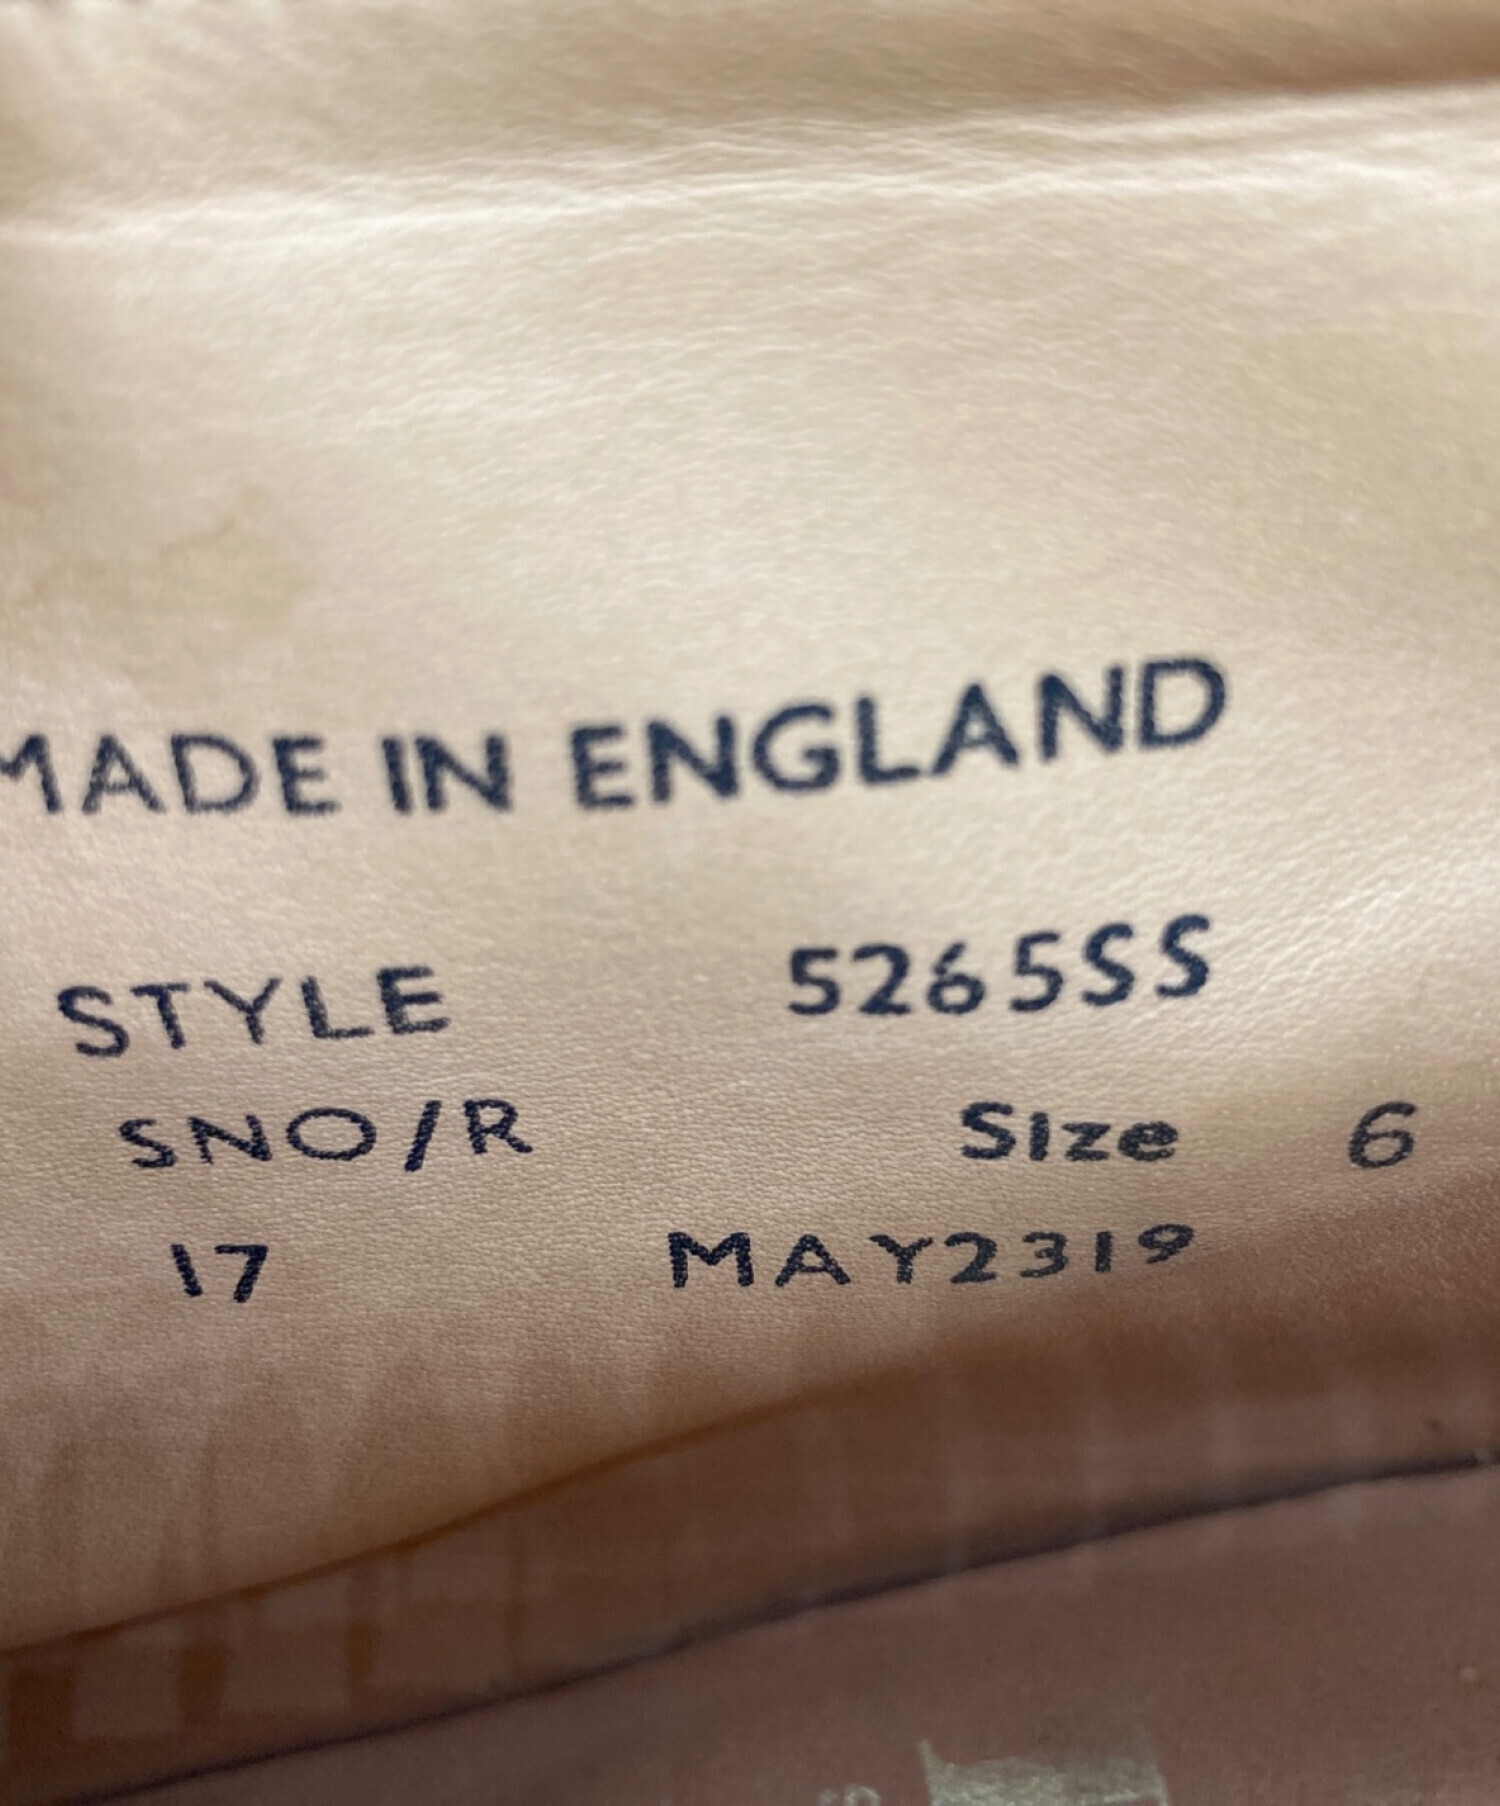 MADE IN ENGLAND
STYLE 5265SS
SNO/R Size 6
17 MAY2319